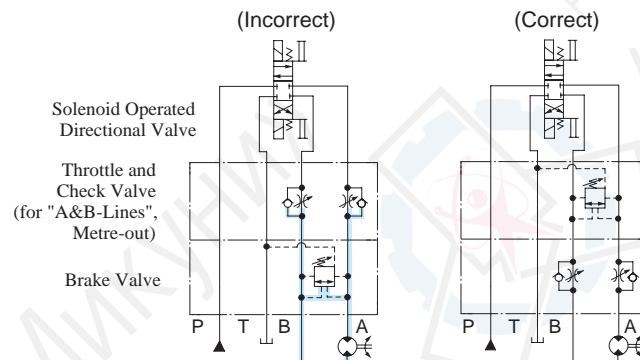 (Incorrect)
(Correct)
Solenoid Operated
Directional Valve
Throttle and
Check Valve
(for "A&B-Lines",
Metre-out)
Brake Valve
P T B A
P T B A